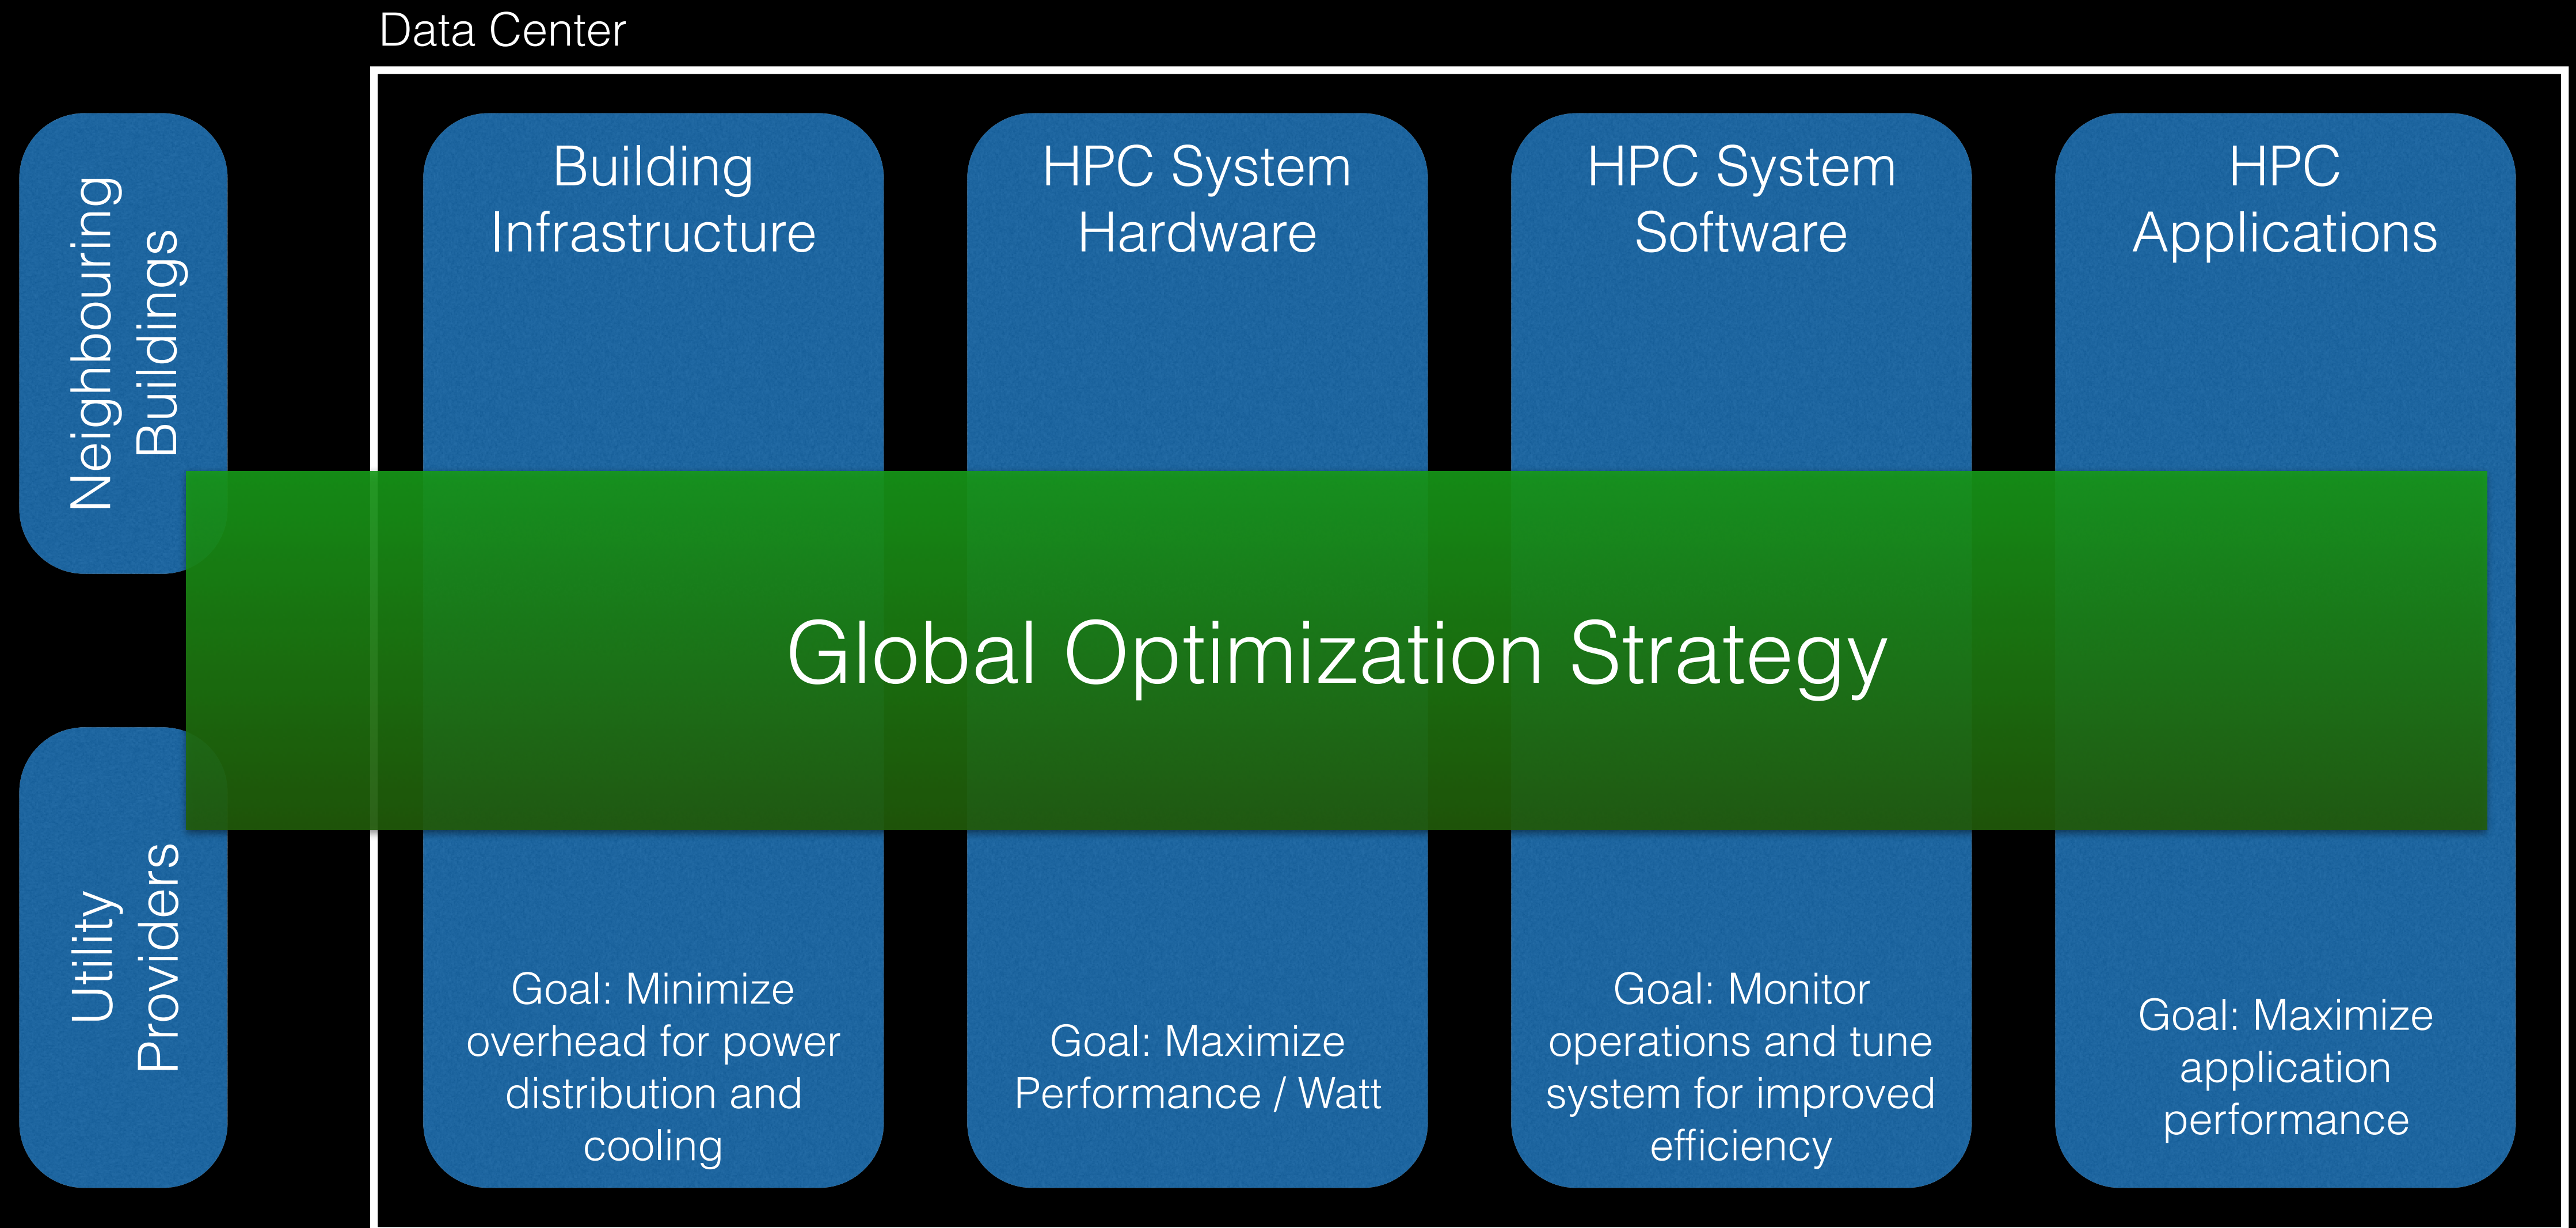 Data Center
Neighbouring
Buildings
Utility
Providers
Building
Infrastructure
Goal: Minimize
overhead for power
distribution and
cooling
HPC System
Hardware
Goal: Maximize
Performance / Watt
HPC System
Software
Goal: Monitor
operations and tune
system for improved
efficiency
HPC
Applications
Goal: Maximize
application
performance
Global Optimization Strategy